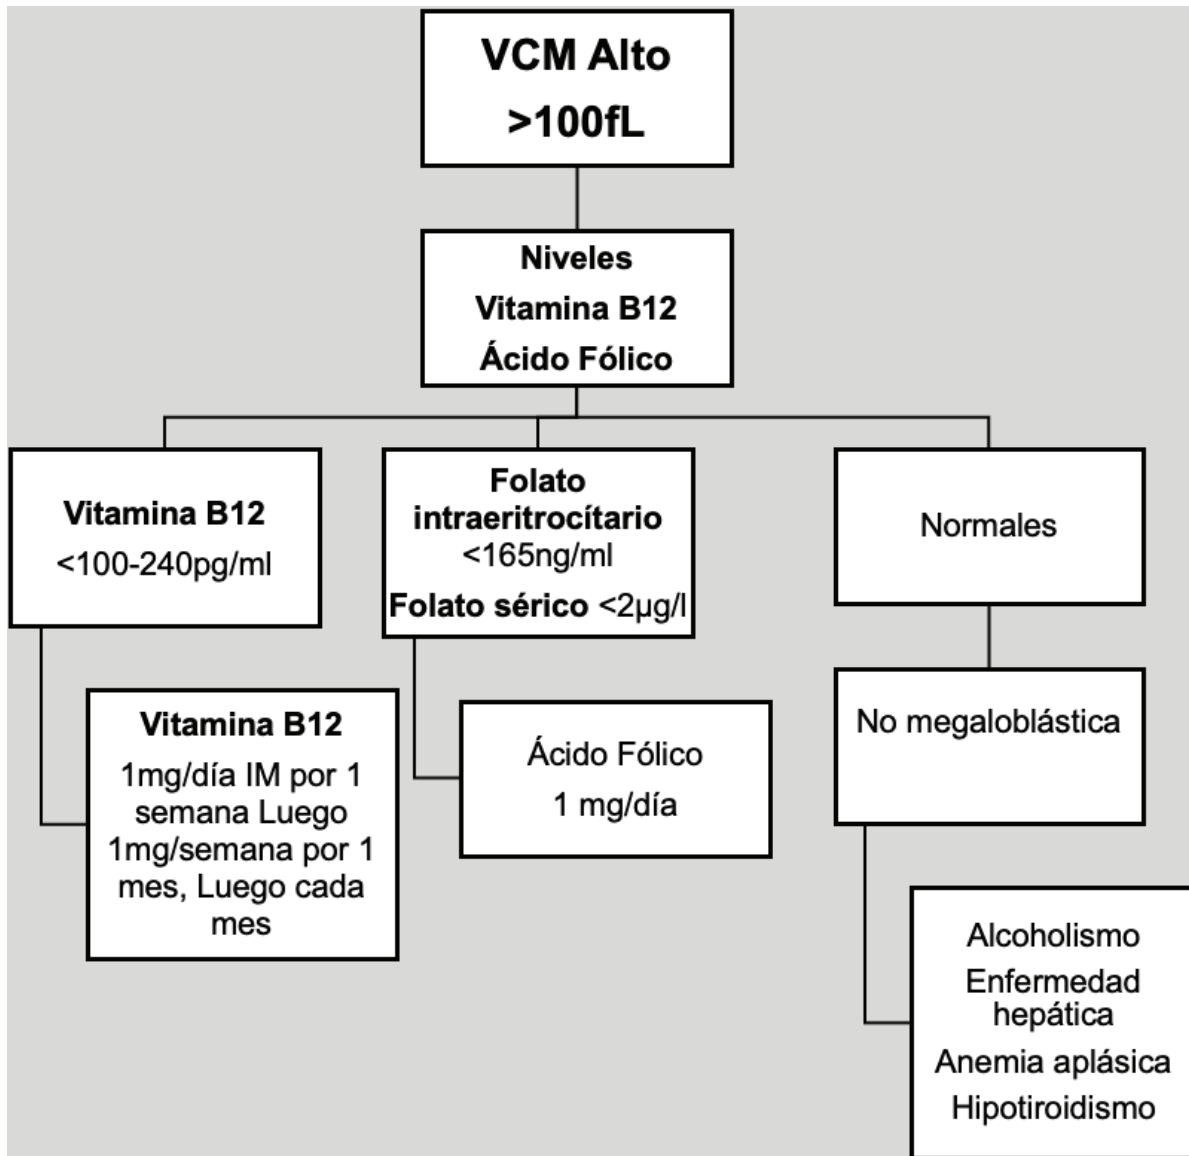 VCM Alto
>100fL
Niveles
Vitamina B12
Ácido Fólico
Vitamina B12
<100-240pg/ml
Folato
intraeritrocítario
<165ng/ml
Folato sérico <2µg/l
Normales
Vitamina B12
1mg/día IM por 1
semana Luego
1mg/semana por 1
mes, Luego cada
mes
Ácido Fólico
1 mg/día
No megaloblástica
Alcoholismo
Enfermedad
hepática
Anemia aplásica
Hipotiroidismo